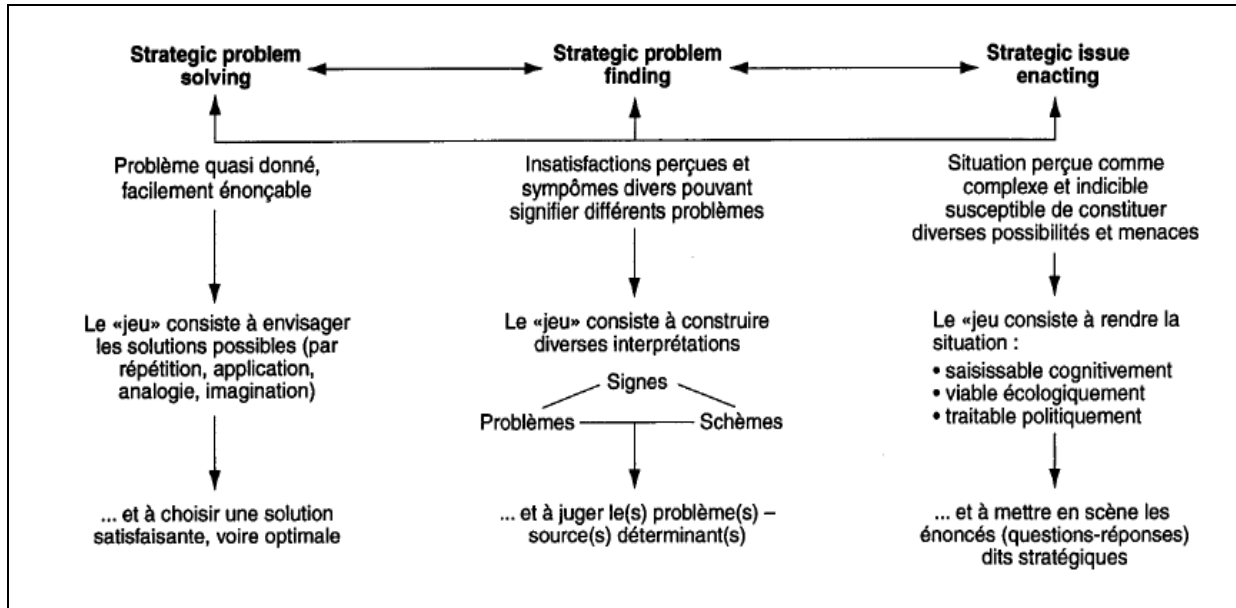 Strategic problem
solving
Strategic problem
finding
Strategic issue
enacting
Problème quasi donné,
facilement énonçable
Insatisfactions perçues et
sympômes divers pouvant
signifier différents problèmes
Situation perçue comme
complexe et indicible
susceptible de constituer
diverses possibilités et menaces
Le «jeu» consiste à envisager
les solutions possibles (par
répétition, application,
analogie, imagination)
Le «jeu» consiste à construire
diverses interprétations
Signes
Problèmes
Schèmes
Le «jeu consiste à rendre la
situation :
• saisissable cognitivement
• viable écologiquement
• traitable politiquement
... et à choisir une solution
satisfaisante, voire optimale
... et à juger le(s) problème(s) –
source(s) déterminant(s)
... et à mettre en scène les
énoncés (questions-réponses)
dits stratégiques